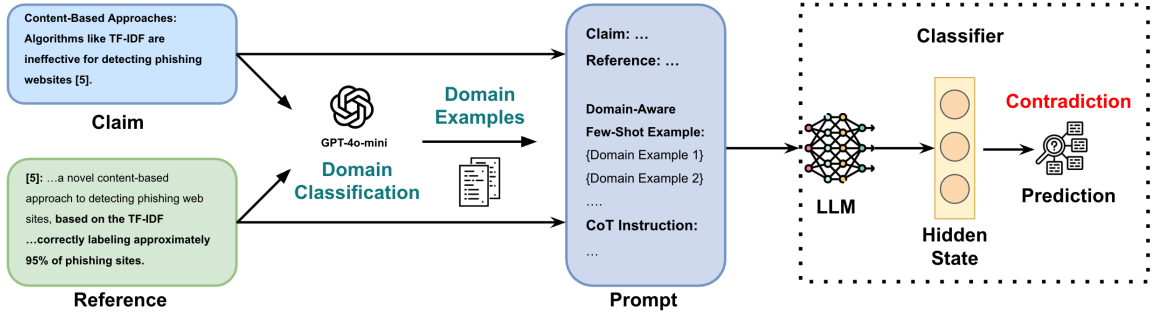 Content-Based Approaches:
Algorithms like TF-IDF are
ineffective for detecting phishing
websites [5].
Claim
[5]: …a novel content-based
approach to detecting phishing web
sites, based on the TF-IDF
…correctly labeling approximately
95% of phishing sites.
Reference
GPT-4o-mini
Domain
Classification
Domain
Examples
Claim: …
Reference: …
Domain-Aware
Few-Shot Example:
{Domain Example 1}
{Domain Example 2}
….
CoT Instruction:
…
Prompt
Classifier
LLM
Hidden
State
Contradiction
Prediction